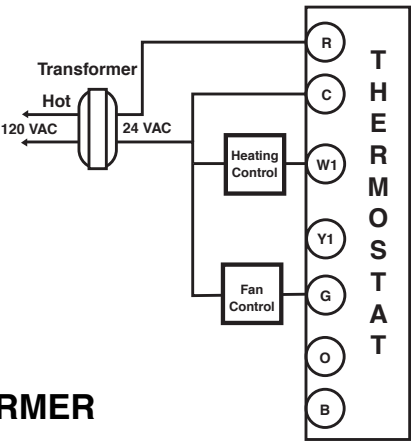 Transformer
Hot
120 VAC
24 VAC
Heating
Control
Fan
Control
R
C
W1
Y1
G
O
B
THERMOSTAT
RMER